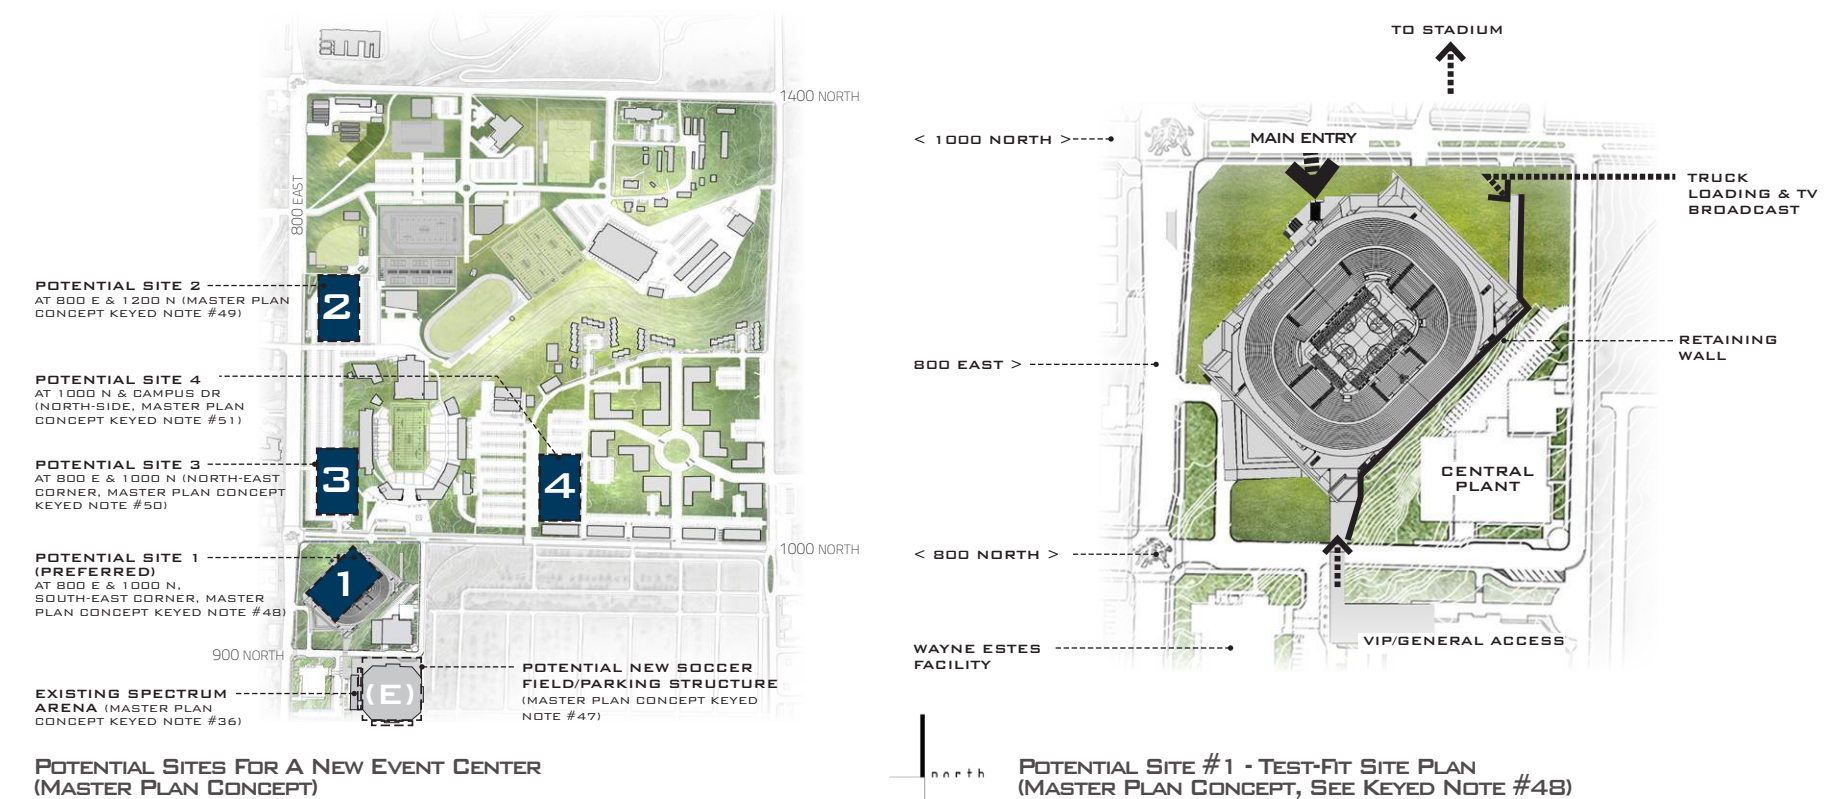 1400 NORTH
800 EAST
POTENTIAL SITE 2
AT 800 E & 1200 N (MASTER PLAN
CONCEPT KEYED NOTE #49)
2
POTENTIAL SITE 4
AT 1000 N & CAMPUS DR
(NORTH-SIDE, MASTER PLAN
CONCEPT KEYED NOTE #51)
POTENTIAL SITE 3
AT 800 E & 1000 N (NORTH-EAST
CORNER, MASTER PLAN CONCEPT
KEYED NOTE #50)
3
4
1000 NORTH
POTENTIAL SITE 1
(PREFERRED)
AT 800 E & 1000 N,
SOUTH-EAST CORNER, MASTER
PLAN CONCEPT KEYED NOTE #48)
1
900 NORTH
EXISTING SPECTRUM
ARENA (MASTER PLAN
CONCEPT KEYED NOTE #36)
(E)
POTENTIAL NEW SOCCER
FIELD/PARKING STRUCTURE
(MASTER PLAN CONCEPT KEYED
NOTE #47)
POTENTIAL SITES FOR A NEW EVENT CENTER
(MASTER PLAN CONCEPT)
TO STADIUM
< 1000 NORTH >
MAIN ENTRY
TRUCK
LOADING & TV
BROADCAST
800 EAST >
RETAINING
WALL
CENTRAL
PLANT
< 800 NORTH >
WAYNE ESTES
FACILITY
VIP/GENERAL ACCESS
north
POTENTIAL SITE #1 - TEST-FIT SITE PLAN
(MASTER PLAN CONCEPT, SEE KEYED NOTE #48)